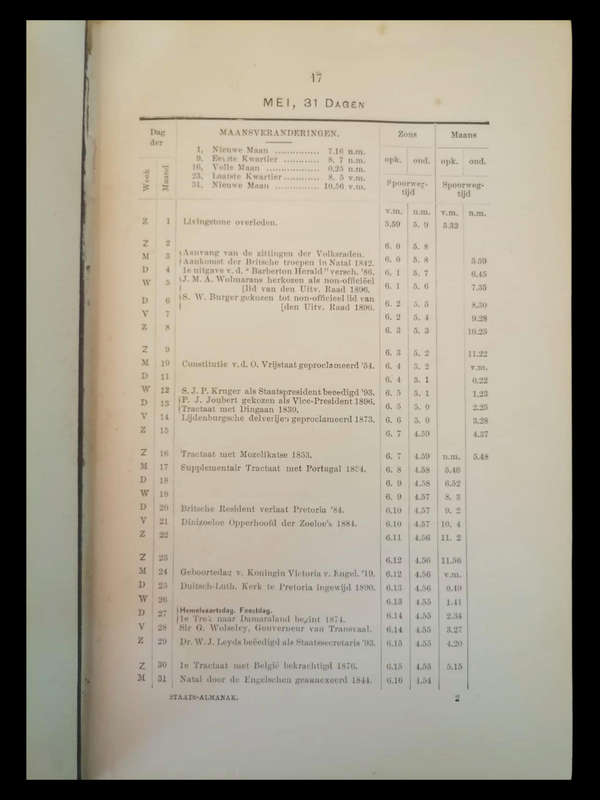 17
MEI, 31 DAGEN
Dag der
Week
Maand
MAANSVERANDERINGEN.
1, Nieuwe Maan ............... 7.16 n.m.
9. Eerste Kwartier ............ 8. 7 n.m.
16, Volle Maan .................. 0.25 n.m.
23. Laatste Kwartier............ 8. 5 v.m.
31. Nieuwe Maan ............... 10.56 v.m.
Zons
Maans
opk. ond. opk. ond.
Spoorweg-tijd
Spoorweg-tijd
v.m. n.m. v.m. n.m.
Z 1 Livingstone overleden. 5.59 5. 9 5.32
Z 2 6. 0 5. 8
M 3 Aanvang van de zittingen der Volksraden. 6. 0 5. 8 5.59
Aankomst der Britsche troepen in Natal 1842.
D 4 1e uitgave v. d. "Barberton Herald" versch. '86. 6. 1 5. 7 6.45
W 5 J. M. A. Wolmarans herkozen als non-officiëel 6. 1 5. 6 7.35
[lid van den Uitv. Raad 1896.
D 6 S. W. Burger gekozen tot non-officieel lid van 6. 2 5. 5 8.30
[den Uitv. Raad 1896.
V 7 6. 2 5. 4 9.28
Z 8 6. 3 5. 3 10.25
Z 9 6. 3 5. 2 11.22
M 10 Constitutie v. d. O. Vrijstaat geproclameerd '54. 6. 4 5. 2 v.m.
D 11 6. 4 5. 1 0.22
W 12 S. J. P. Kruger als Staatspresident beeedigd '93. 6. 5 5. 1 1.23
D 13 P. J. Joubert gekozen als Vice-President 1896. 6. 5 5. 0 2.25
Tractaat met Dingaan 1839.
V 14 Lijdenburgsche delverijen geproclameerd 1873. 6. 6 5. 0 3.28
Z 15 6. 7 4.59 4.37
Z 16 Tractaat met Mozelikatse 1853. 6. 7 4.59 n.m. 5.48
M 17 Supplementair Tractaat met Portugal 1884. 6. 8 4.58 5.46
D 18 6. 9 4.58 6.52
W 19 6. 9 4.57 8. 3
D 20 Britsche Resident verlaat Pretoria '84. 6.10 4.57 9. 2
V 21 Dinizoeloe Opperhoofd der Zoeloe's 1884. 6.10 4.57 10. 4
Z 22 6.11 4.56 11. 2
Z 23 6.12 4.56 11.56
M 24 Geboortedag v. Koningin Victoria v. Engel. '19. 6.12 4.56 v.m.
D 25 Duitsch-Luth. Kerk te Pretoria ingewijd 1890. 6.13 4.56 0.49
W 26 6.13 4.55 1.41
D 27 Hemelvaartsdag. Feestdag. 6.14 4.55 2.34
1e Trek naar Damaraland begint 1874.
V 28 Sir G. Wolseley, Gouverneur van Transvaal. 6.14 4.55 3.27
Z 29 Dr. W. J. Leyds beëedigd als Staatssecretaris '93. 6.15 4.55 4.20
Z 30 1e Tractaat met België bekrachtigd 1876. 6.15 4.55 5.15
M 31 Natal door de Engelschen geannexeerd 1844. 6.16 4.54
STAATS-ALMANAK. 2